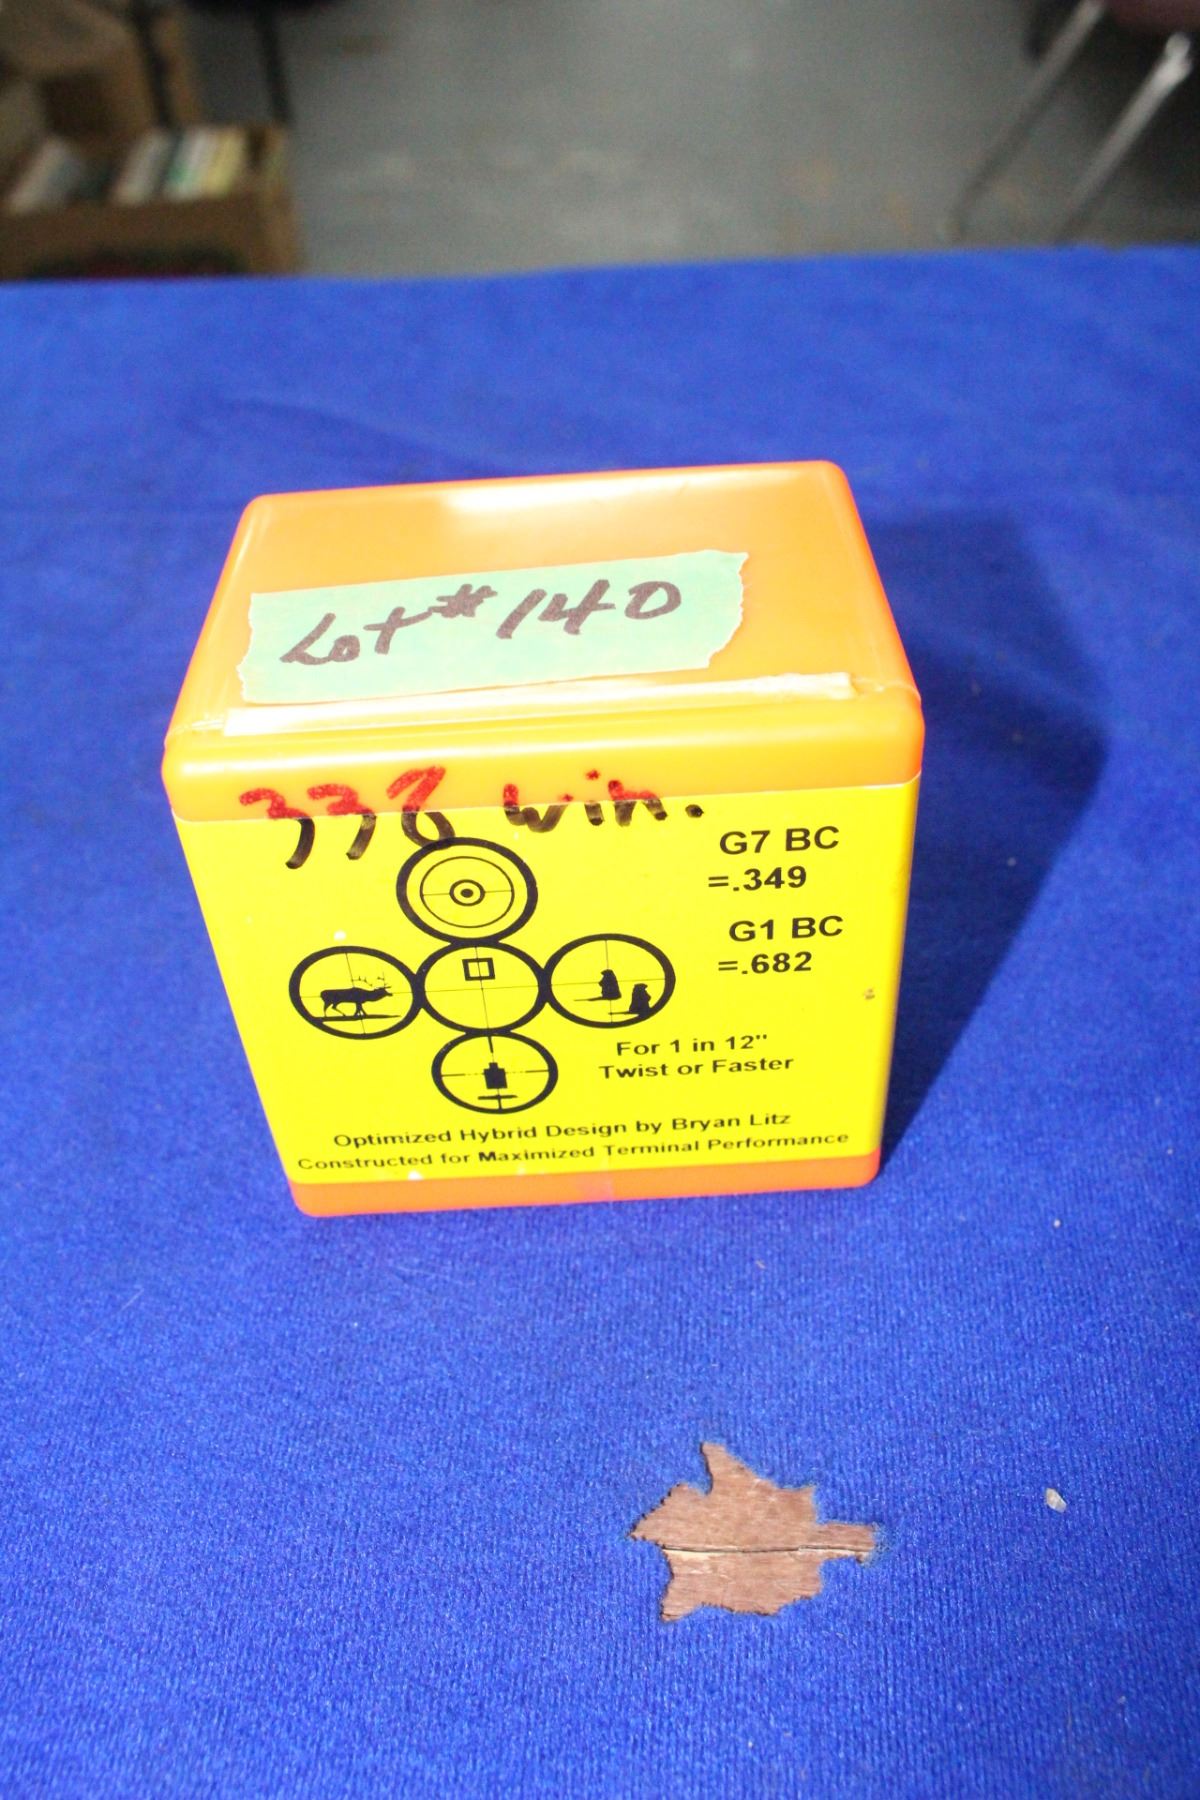 Lot # 140
338 win.
G7 BC
=.349
G1 BC
=.682
For 1 in 12"
Twist or Faster
Optimized Hybrid Design by Bryan Litz
Constructed for Maximized Terminal Performance